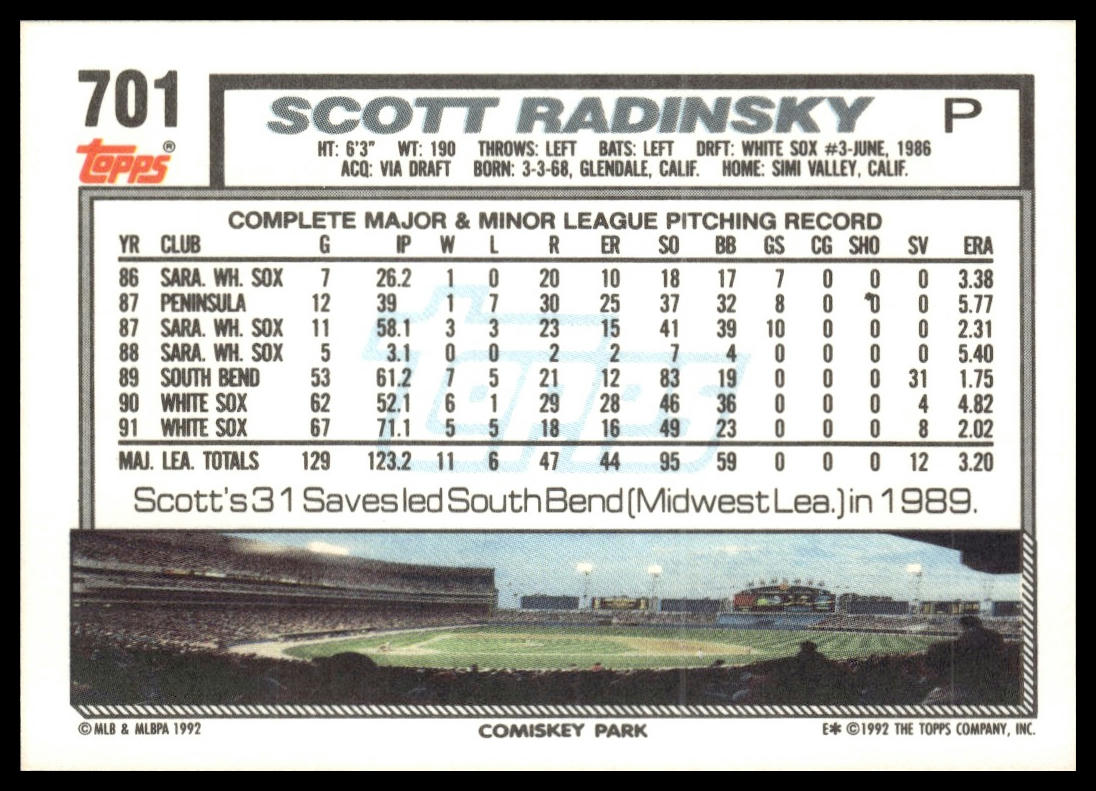 701
SCOTT RADINSKY P
Topps®
HT: 6'3" WT: 190 THROWS: LEFT BATS: LEFT DRFT: WHITE SOX #3-JUNE, 1986
ACQ: VIA DRAFT BORN: 3-3-68, GLENDALE, CALIF. HOME: SIMI VALLEY, CALIF.
COMPLETE MAJOR & MINOR LEAGUE PITCHING RECORD
YR CLUB G IP W L R ER SO BB GS CG SHO SV ERA
86 SARA. WH. SOX 7 26.2 1 0 20 10 18 17 7 0 0 0 3.38
87 PENINSULA 12 39 1 7 30 25 37 32 8 0 0 0 5.77
87 SARA. WH. SOX 11 58.1 3 3 23 15 41 39 10 0 0 0 2.31
88 SARA. WH. SOX 5 3.1 0 0 2 2 7 4 0 0 0 0 5.40
89 SOUTH BEND 53 61.2 7 5 21 12 83 19 0 0 0 31 1.75
90 WHITE SOX 62 52.1 6 1 29 28 46 36 0 0 0 4 4.82
91 WHITE SOX 67 71.1 5 5 18 16 49 23 0 0 0 8 2.02
MAJ. LEA. TOTALS 129 123.2 11 6 47 44 95 59 0 0 0 12 3.20
Topps
Scott's 31 Saves led South Bend (Midwest Lea.) in 1989.
© MLB & MLBPA 1992 COMISKEY PARK E* © 1992 THE TOPPS COMPANY, INC.